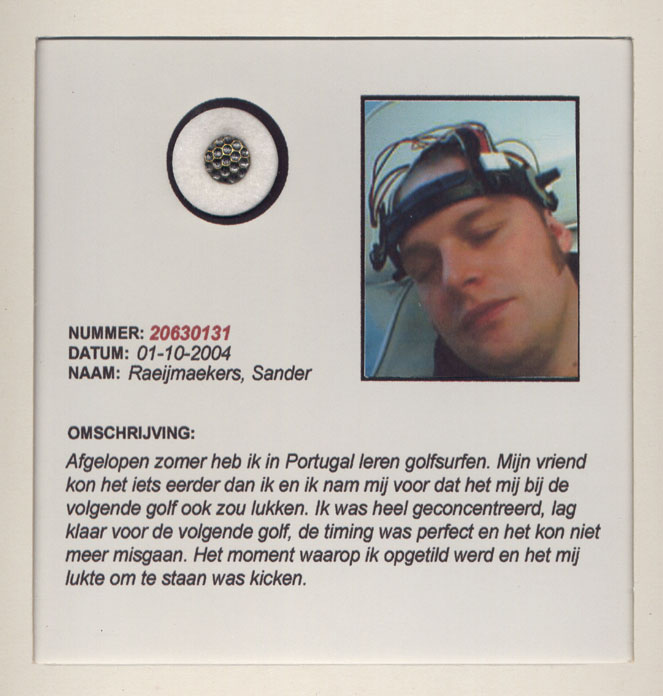 NUMMER: 20630131
DATUM: 01-10-2004
NAAM: Raeijmaekers, Sander
OMSCHRIJVING:
Afgelopen zomer heb ik in Portugal leren golfsurfen. Mijn vriend
kon het iets eerder dan ik en ik nam mij voor dat het mij bij de
volgende golf ook zou lukken. Ik was heel geconcentreerd, lag
klaar voor de volgende golf, de timing was perfect en het kon niet
meer misgaan. Het moment waarop ik opgetild werd en het mij
lukte om te staan was kicken.